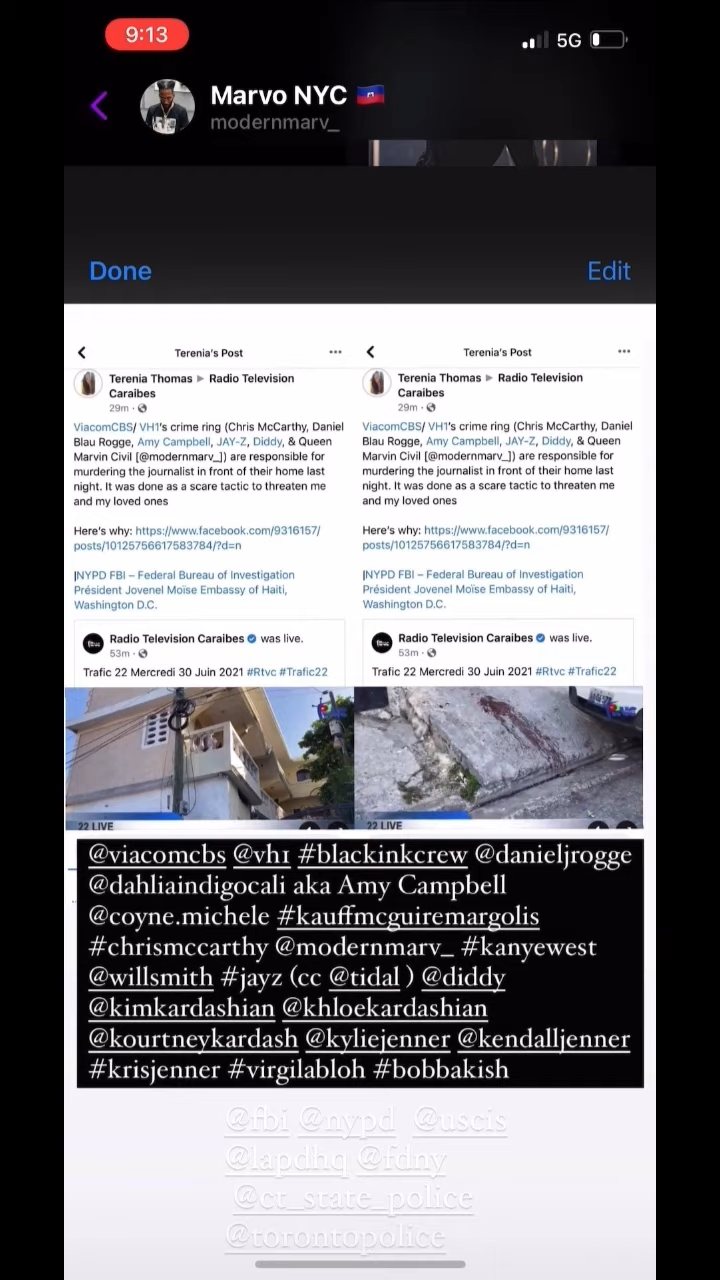 9:13
5G
Marvo NYC 🇭🇹
modernmarv_
Done
Edit
Terenia's Post
Terenia Thomas ▶ Radio Television
Caraibes
29m ·
ViacomCBS/ VH1's crime ring (Chris McCarthy, Daniel
Blau Rogge, Amy Campbell, JAY-Z, Diddy, & Queen
Marvin Civil [@modernmarv_]) are responsible for
murdering the journalist in front of their home last
night. It was done as a scare tactic to threaten me
and my loved ones
Here's why: https://www.facebook.com/9316157/
posts/10125756617583784/?d=n
|NYPD FBI – Federal Bureau of Investigation
Président Jovenel Moïse Embassy of Haiti,
Washington D.C.
Radio Television Caraibes was live.
53m ·
Trafic 22 Mercredi 30 Juin 2021 #Rtvc #Trafic22
22 LIVE
Terenia's Post
Terenia Thomas ▶ Radio Television
Caraibes
29m ·
ViacomCBS/ VH1's crime ring (Chris McCarthy, Daniel
Blau Rogge, Amy Campbell, JAY-Z, Diddy, & Queen
Marvin Civil [@modernmarv_]) are responsible for
murdering the journalist in front of their home last
night. It was done as a scare tactic to threaten me
and my loved ones
Here's why: https://www.facebook.com/9316157/
posts/10125756617583784/?d=n
|NYPD FBI – Federal Bureau of Investigation
Président Jovenel Moïse Embassy of Haiti,
Washington D.C.
Radio Television Caraibes was live.
53m ·
Trafic 22 Mercredi 30 Juin 2021 #Rtvc #Trafic22
22 LIVE
@viacomcbs @vh1 #blackinkcrew @danieljrogge
@dahliaindigocali aka Amy Campbell
@coyne.michele #kauffmcguiremargolis
#chrismccarthy @modernmarv_ #kanyewest
@willsmith #jayz (cc @tidal ) @diddy
@kimkardashian @khloekardashian
@kourtneykardash @kyliejenner @kendalljenner
#krisjenner #virgilabloh #bobbakish
@fbi @nypd @uscis
@lapdhq @fdny
@ct_state_police
@torontopolice